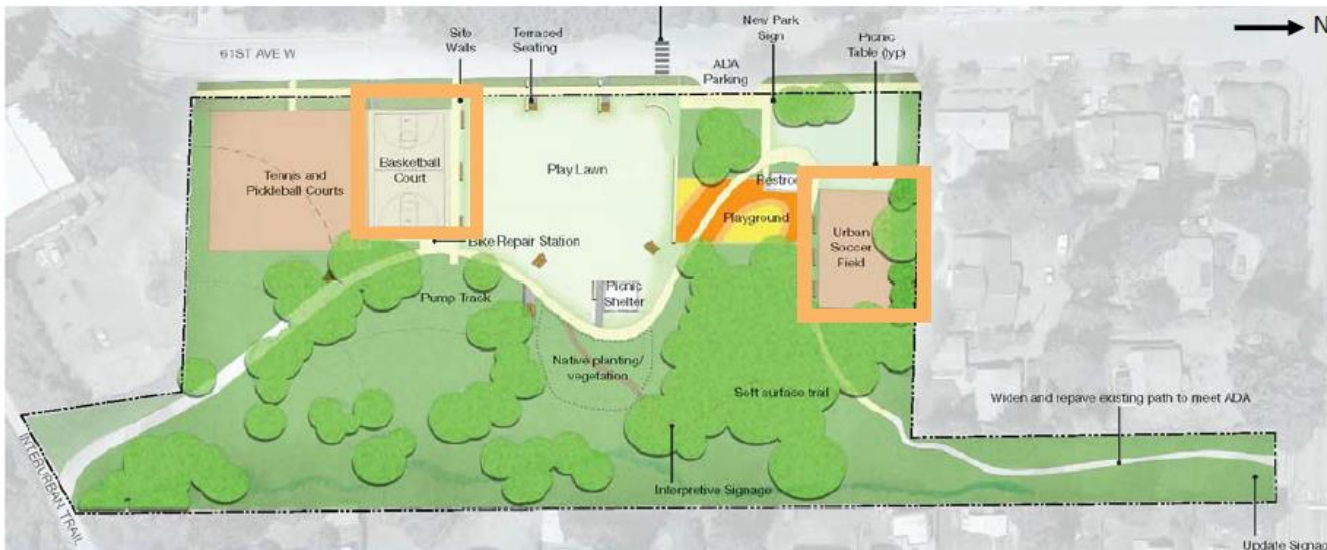 N
61ST AVE W
Site
Walls
Terraced
Seating
New Park
Sign
ADA
Parking
Picnic
Table (typ)
Tennis and
Pickleball Courts
Basketball
Court
Play Lawn
Restroo
Playground
Urban
Soccer
Field
Bike Repair Station
Pump Track
Picnic
Shelter
Native planting/
vegetation
Soft surface trail
Widen and repave existing path to meet ADA
Interpretive Signage
INTERURBAN TRAIL
Update Signag